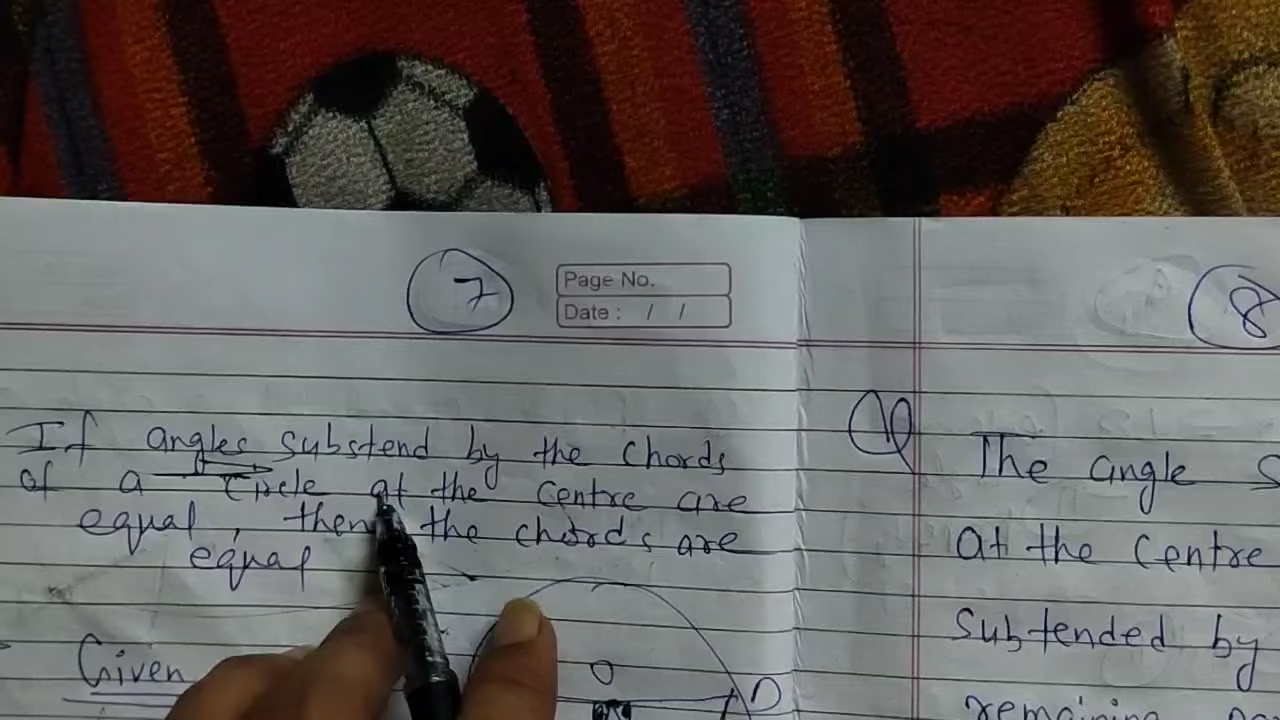 7
Page No.
Date : / /
If angles substend by the chords
of a circle at the centre are
equal, then the chords are
equal
Given
O
D
8
Q
The angle S
at the centre
Subtended by
remaining